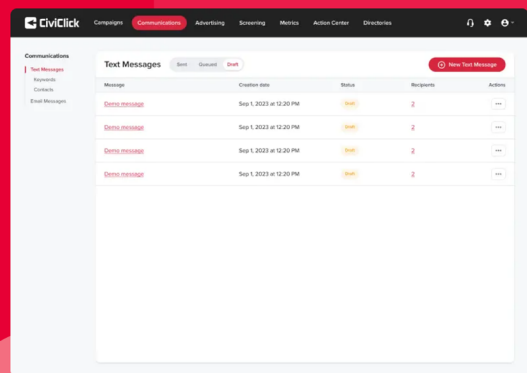 CiviClick Campaigns Communications Advertising Screening Metrics Action Center Directories
Communications
Text Messages
Keywords
Contacts
Email Messages
Text Messages Sent Queued Draft New Text Message
Message Creation date Status Recipients Actions
Demo message Sep 1, 2023 at 12:20 PM Draft 2
Demo message Sep 1, 2023 at 12:20 PM Draft 2
Demo message Sep 1, 2023 at 12:20 PM Draft 2
Demo message Sep 1, 2023 at 12:20 PM Draft 2